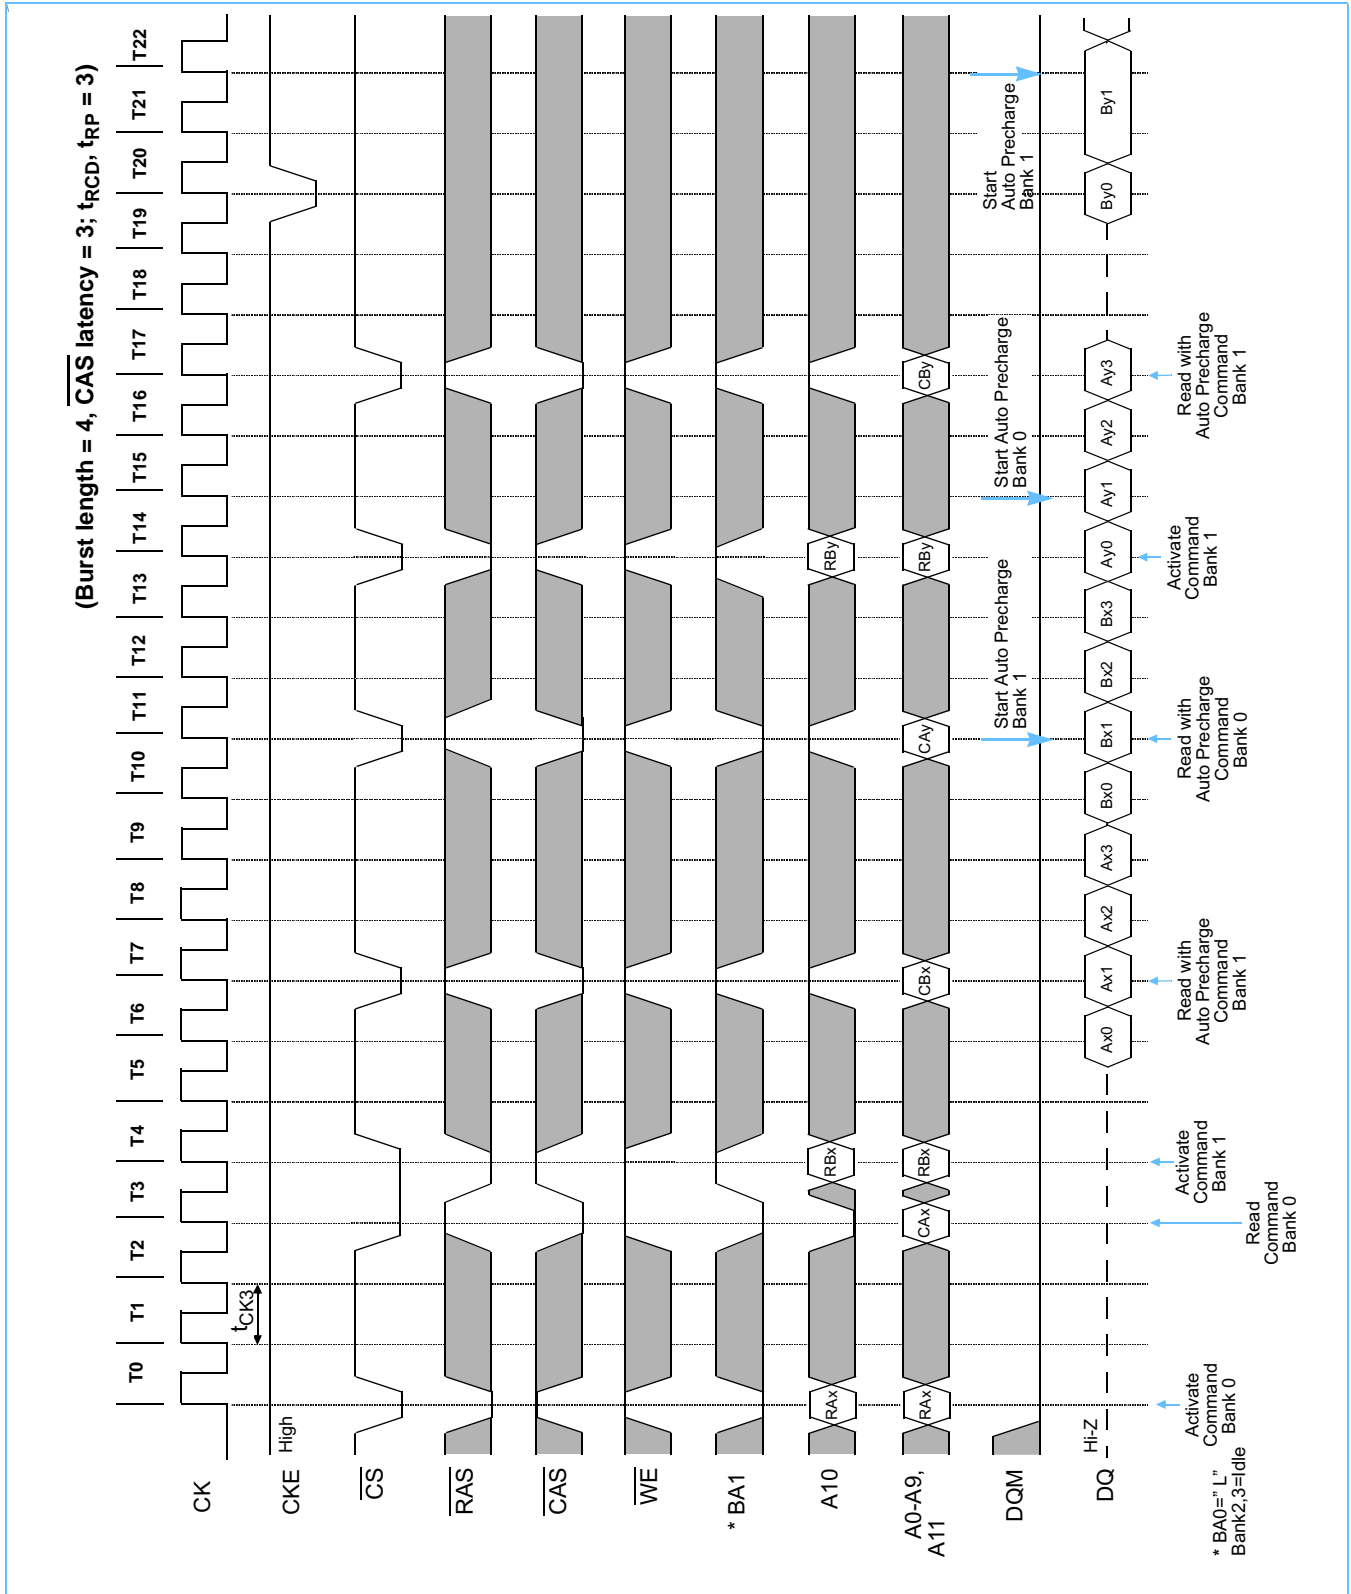 (Burst length = 4, CAS latency = 3; tRCD, tRP = 3)
T0 T1 T2 T3 T4 T5 T6 T7 T8 T9 T10 T11 T12 T13 T14 T15 T16 T17 T18 T19 T20 T21 T22
CK
tCK3
CKE
High
CS
RAS
CAS
WE
* BA1
A10
RAx RBx RBy
A0-A9,
A11
RAx CAx RBx CBx CAy RBy CBy
DQM
Start Auto Precharge
Bank 1
Start Auto Precharge
Bank 0
Start
Auto Precharge
Bank 1
DQ
Hi-Z
Ax0 Ax1 Ax2 Ax3 Bx0 Bx1 Bx2 Bx3 Ay0 Ay1 Ay2 Ay3 By0 By1
Activate
Command
Bank 0
Read
Command
Bank 0
Activate
Command
Bank 1
Read with
Auto Precharge
Command
Bank 1
Read with
Auto Precharge
Command
Bank 0
Activate
Command
Bank 1
Read with
Auto Precharge
Command
Bank 1
* BA0=” L”
Bank2,3=Idle